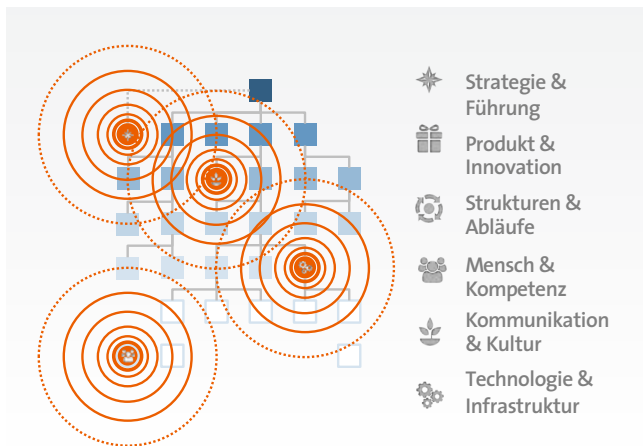 Strategie &
Führung
Produkt &
Innovation
Strukturen &
Abläufe
Mensch &
Kompetenz
Kommunikation
& Kultur
Technologie &
Infrastruktur